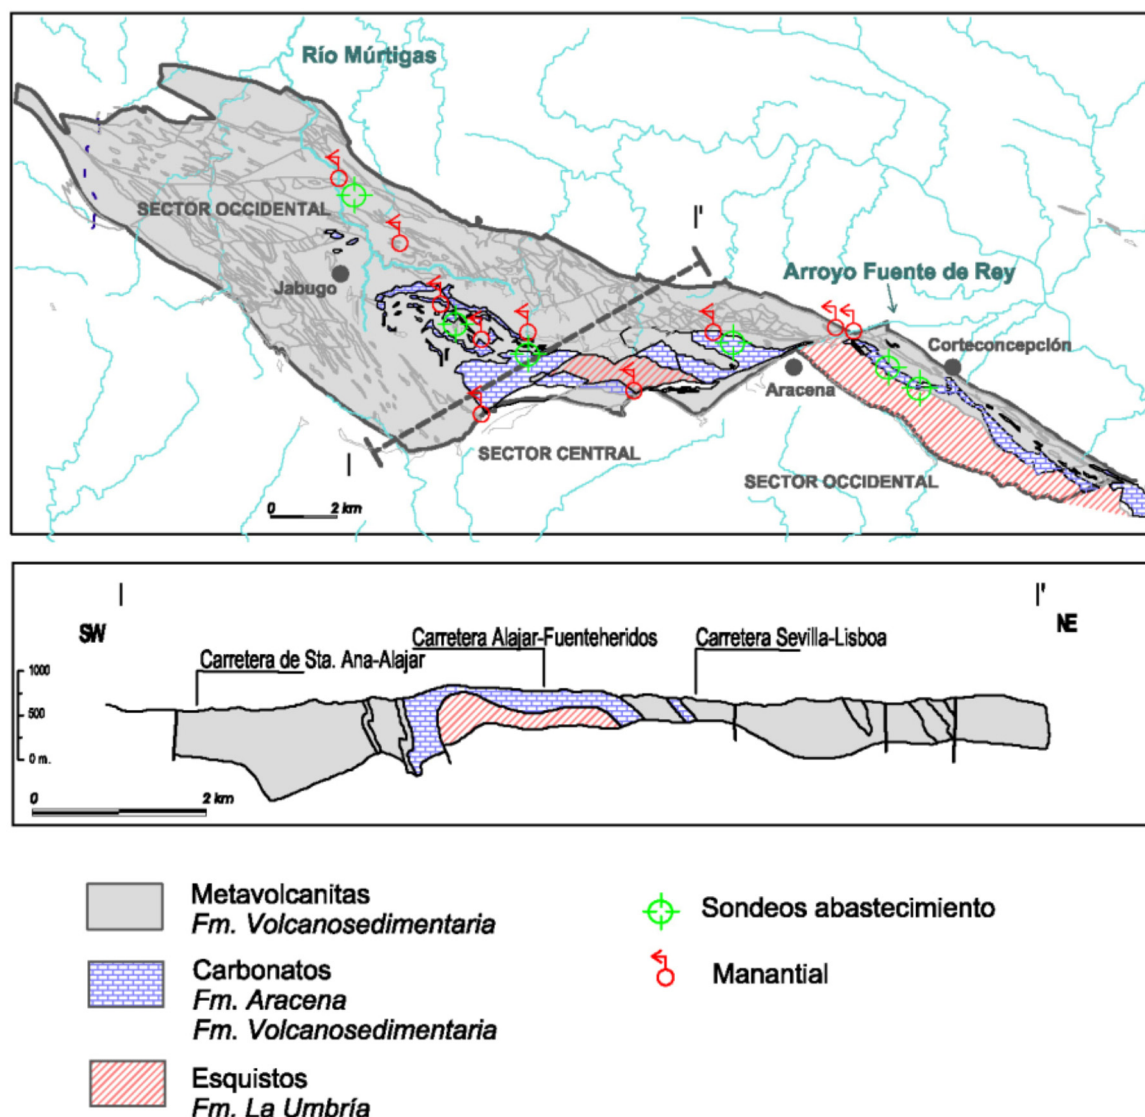 Río Múrtigas
I'
SECTOR OCCIDENTAL
Arroyo Fuente de Rey
Jabugo
Corteconcepción
Aracena
I
SECTOR CENTRAL
SECTOR OCCIDENTAL
0 2 km
I I'
SW NE
Carretera Alajar-Fuenteheridos Carretera Sevilla-Lisboa
Carretera de Sta. Ana-Alajar
1000
500
0 m.
0 2 km
Metavolcanitas
Fm. Volcanosedimentaria
Sondeos abastecimiento
Carbonatos
Fm. Aracena
Fm. Volcanosedimentaria
Manantial
Esquistos
Fm. La Umbría